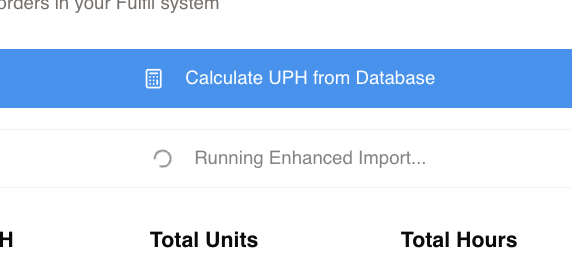 orders in your Fulfil system
Calculate UPH from Database
Running Enhanced Import...
H Total Units Total Hours